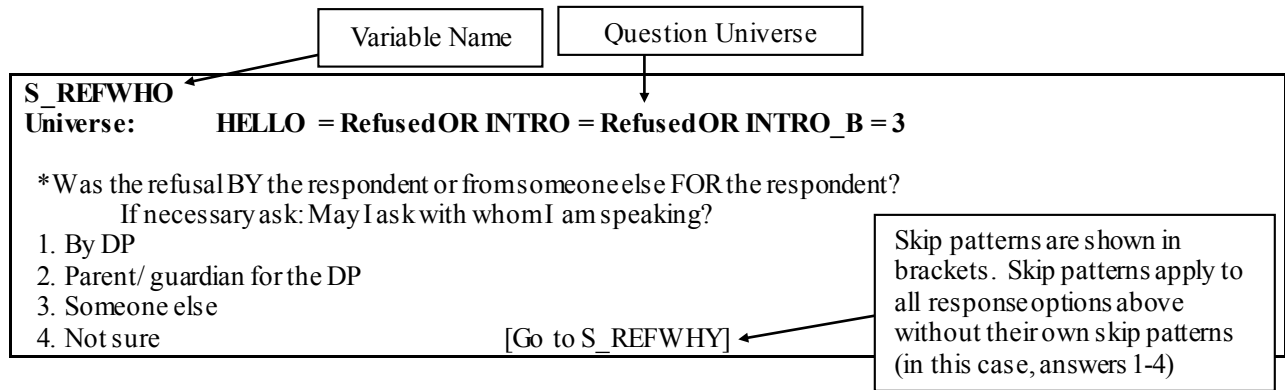 Variable Name
Question Universe
S_REFWHO
Universe: HELLO = Refused OR INTRO = Refused OR INTRO_B = 3
*Was the refusal BY the respondent or from someone else FOR the respondent?
If necessary ask: May I ask with whom I am speaking?
1. By DP
2. Parent/ guardian for the DP
3. Someone else
4. Not sure [Go to S_REFWHY]
Skip patterns are shown in
brackets. Skip patterns apply to
all response options above
without their own skip patterns
(in this case, answers 1-4)